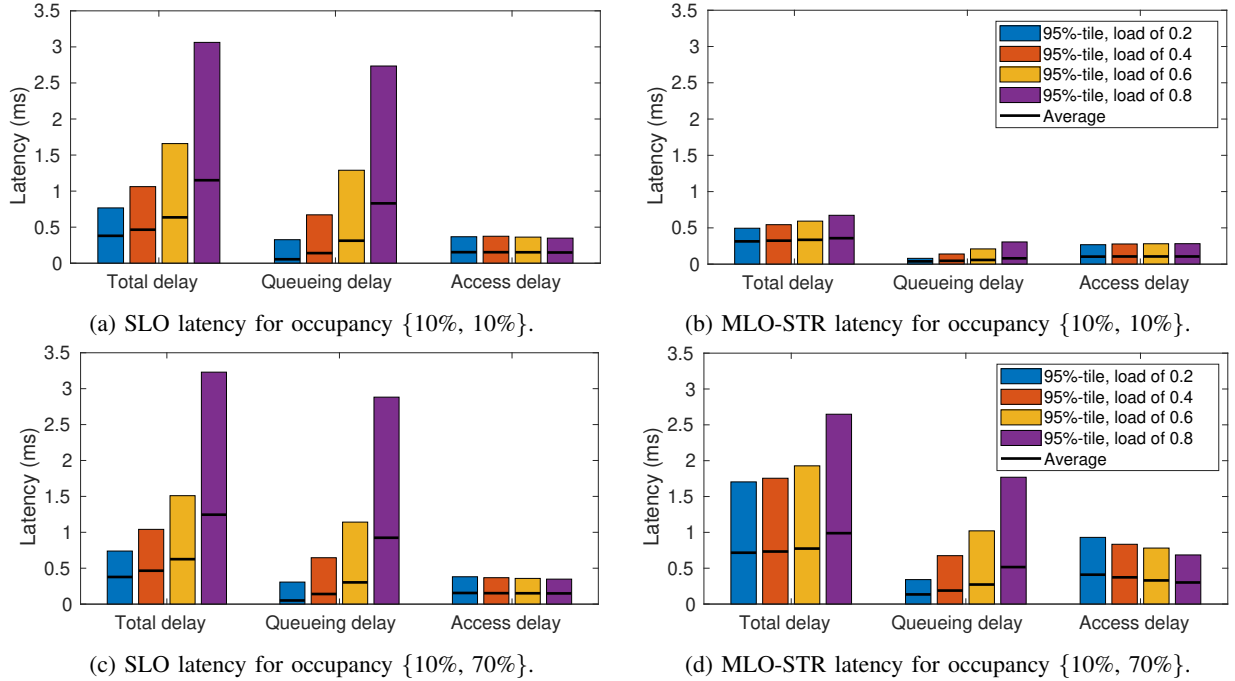 3.5
3
2.5
2
1.5
1
0.5
0
Latency (ms)
Total delay
Queueing delay
Access delay
(a) SLO latency for occupancy {10%, 10%}.
3.5
3
2.5
2
1.5
1
0.5
0
Latency (ms)
95%-tile, load of 0.2
95%-tile, load of 0.4
95%-tile, load of 0.6
95%-tile, load of 0.8
Average
Total delay
Queueing delay
Access delay
(b) MLO-STR latency for occupancy {10%, 10%}.
3.5
3
2.5
2
1.5
1
0.5
0
Latency (ms)
Total delay
Queueing delay
Access delay
(c) SLO latency for occupancy {10%, 70%}.
3.5
3
2.5
2
1.5
1
0.5
0
Latency (ms)
95%-tile, load of 0.2
95%-tile, load of 0.4
95%-tile, load of 0.6
95%-tile, load of 0.8
Average
Total delay
Queueing delay
Access delay
(d) MLO-STR latency for occupancy {10%, 70%}.